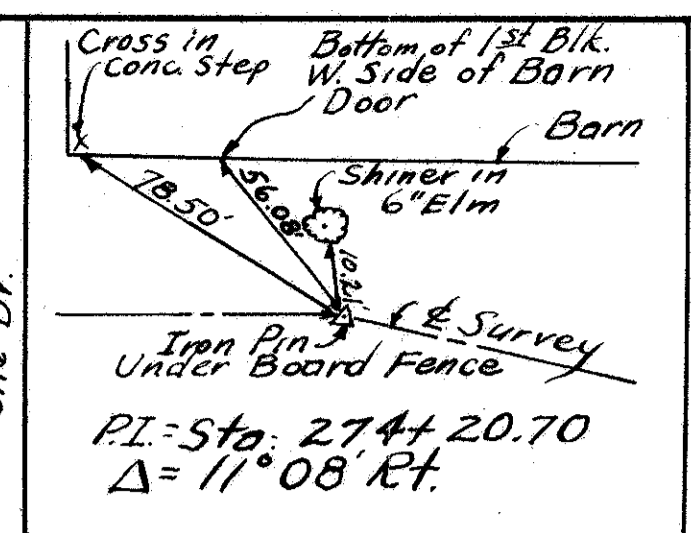 Cross in
Conc. Step
Bottom of 1st Blk.
W. Side of Barn
Door
Barn
78.50'
56.08'
Shiner in
6" Elm
10.21'
℄ Survey
Iron Pin
Under Board Fence
P.I. = Sta. 274+20.70
Δ = 11°08' Rt.
Dr.